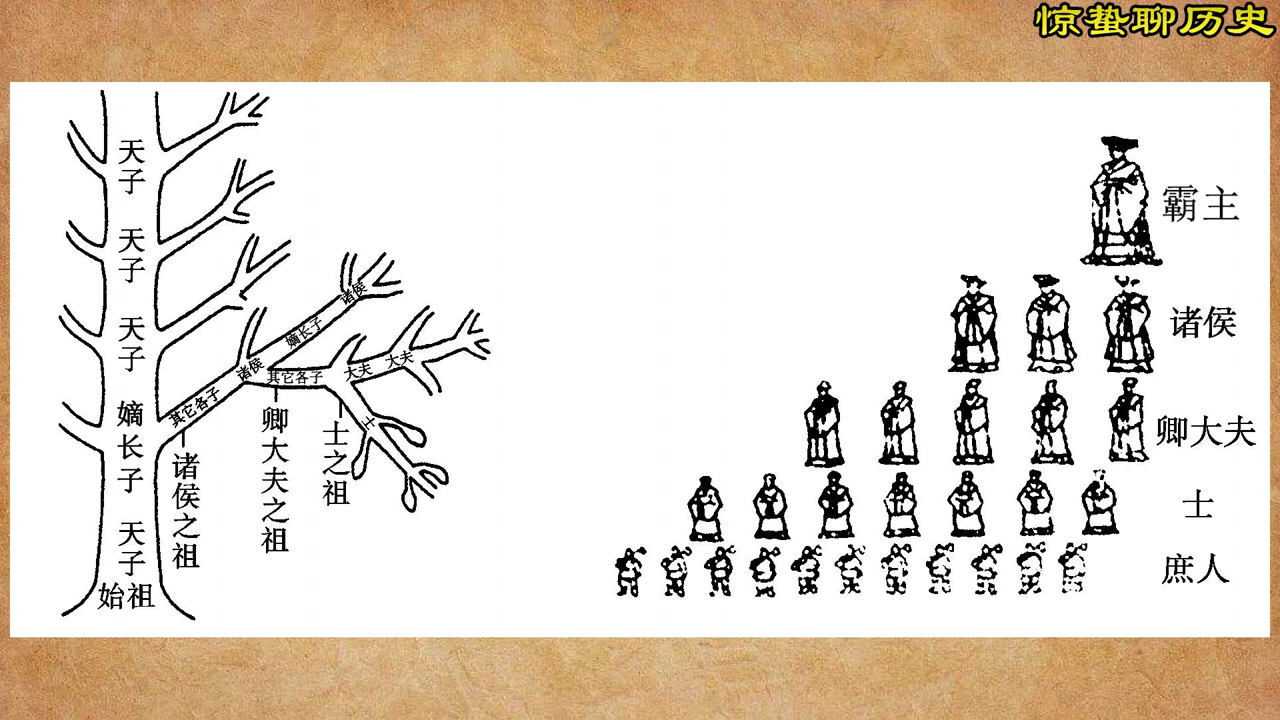 惊蛰聊历史
天子
天子
天子
嫡长子
天子
始祖
其它各子
诸侯
嫡长子
诸侯
其它各子
大夫
大夫
士
诸侯之祖
卿大夫之祖
士之祖
霸主
诸侯
卿大夫
士
庶人